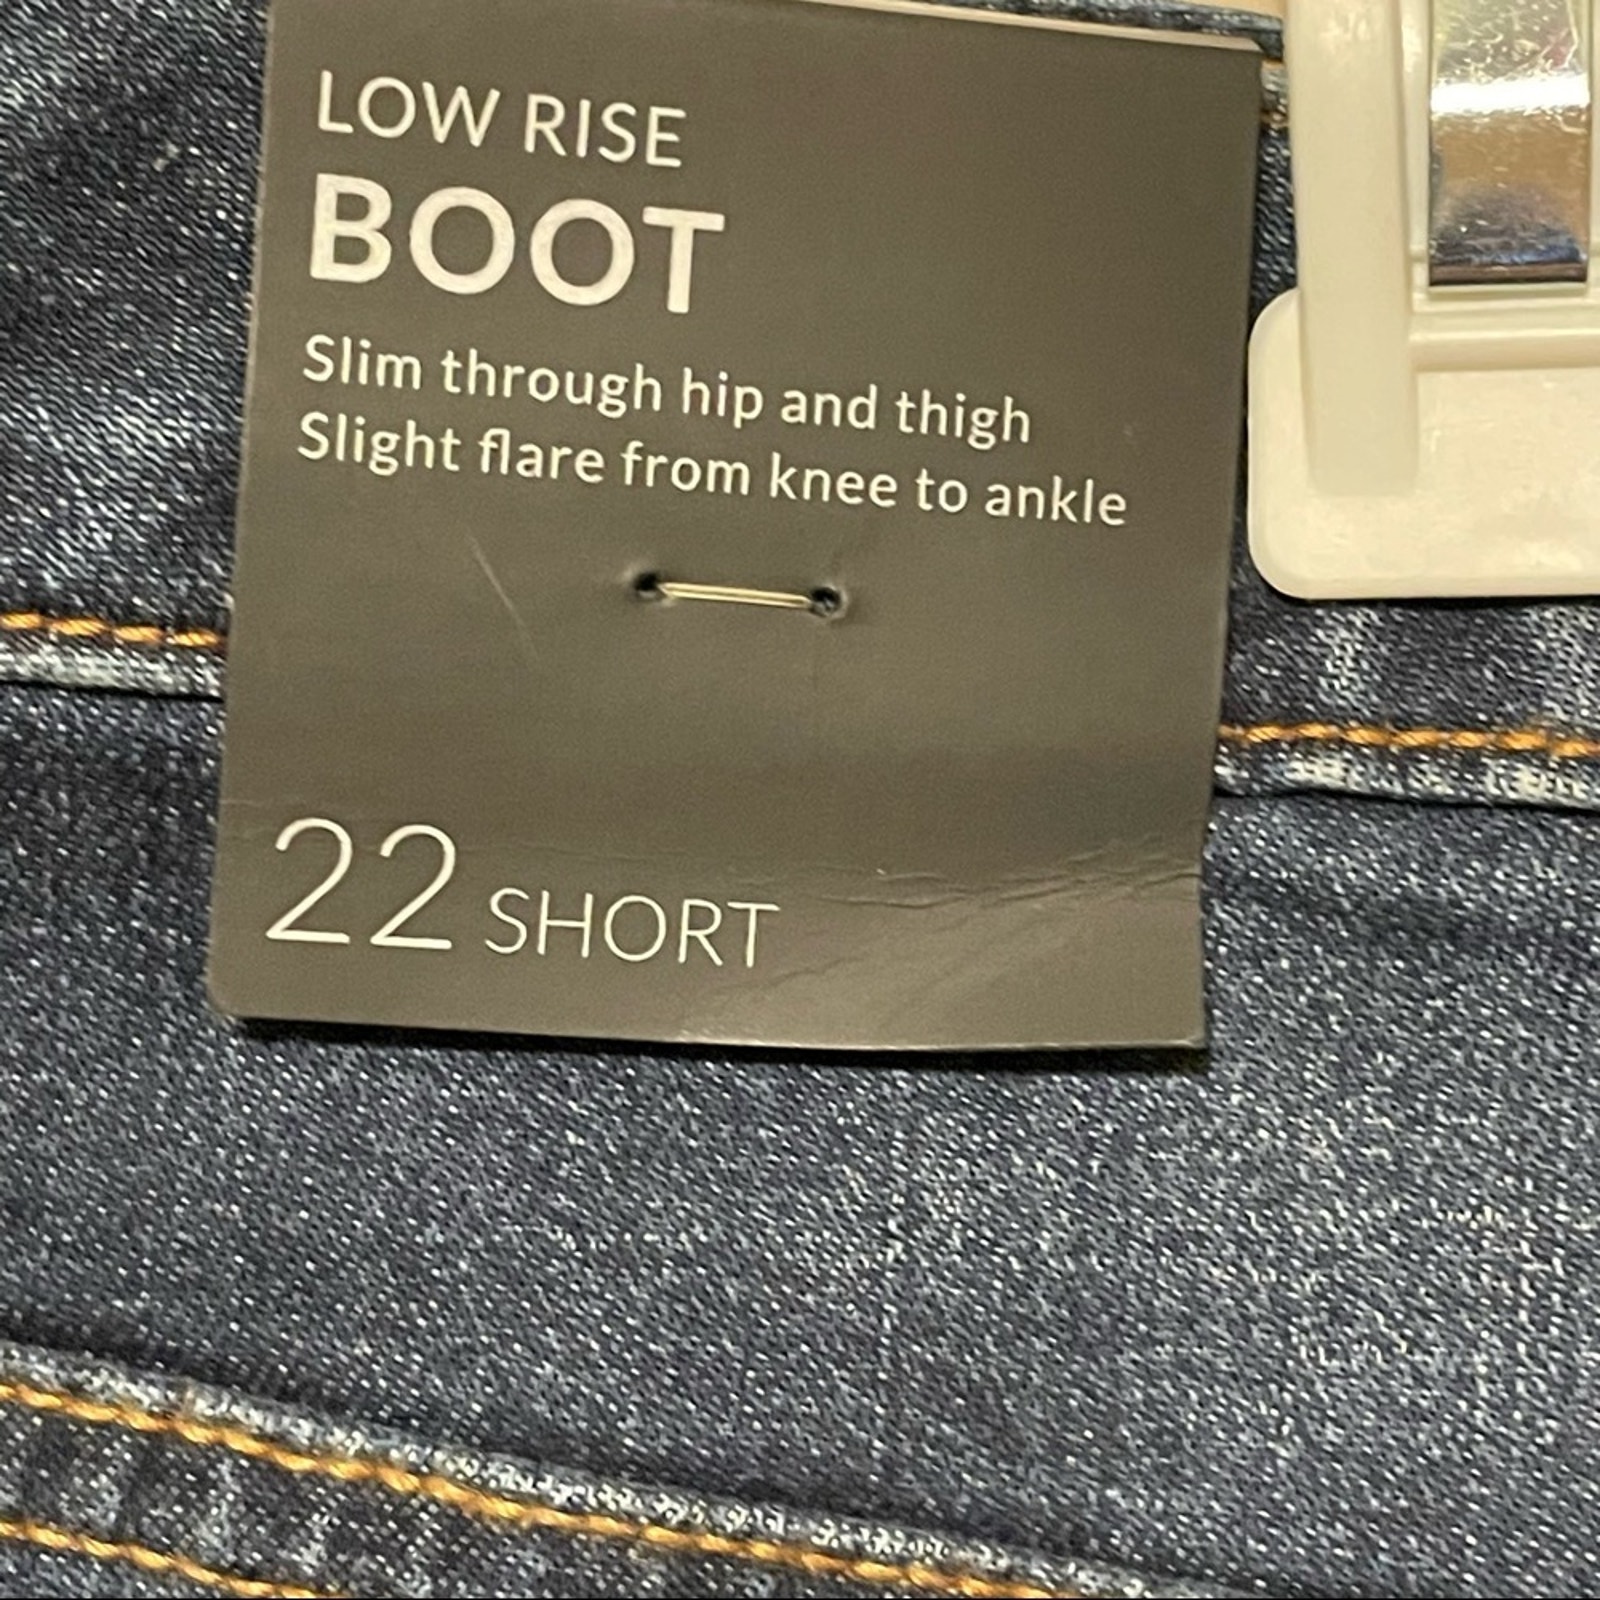 LOW RISE
BOOT
Slim through hip and thigh
Slight flare from knee to ankle
22 SHORT